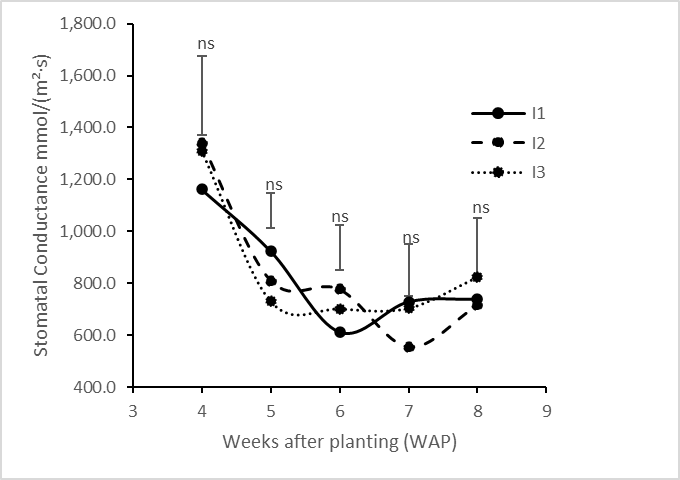 1,800.0
1,600.0
1,400.0
1,200.0
1,000.0
800.0
600.0
400.0
Stomatal Conductance mmol/(m²·s)
ns
ns
ns
ns
ns
I1
I2
I3
3 4 5 6 7 8 9
Weeks after planting (WAP)